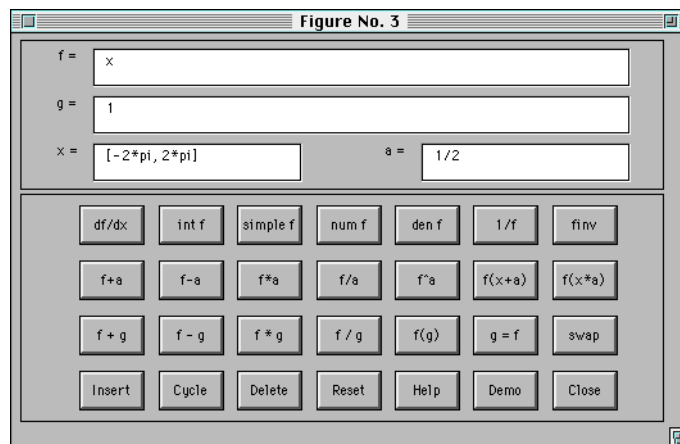 Figure No. 3
f = x
g = 1
x = [-2*pi,2*pi] a = 1/2
df/dx int f simple f num f den f 1/f finv
f+a f-a f*a f/a f^a f(x+a) f(x*a)
f + g f - g f * g f / g f(g) g = f swap
Insert Cycle Delete Reset Help Demo Close